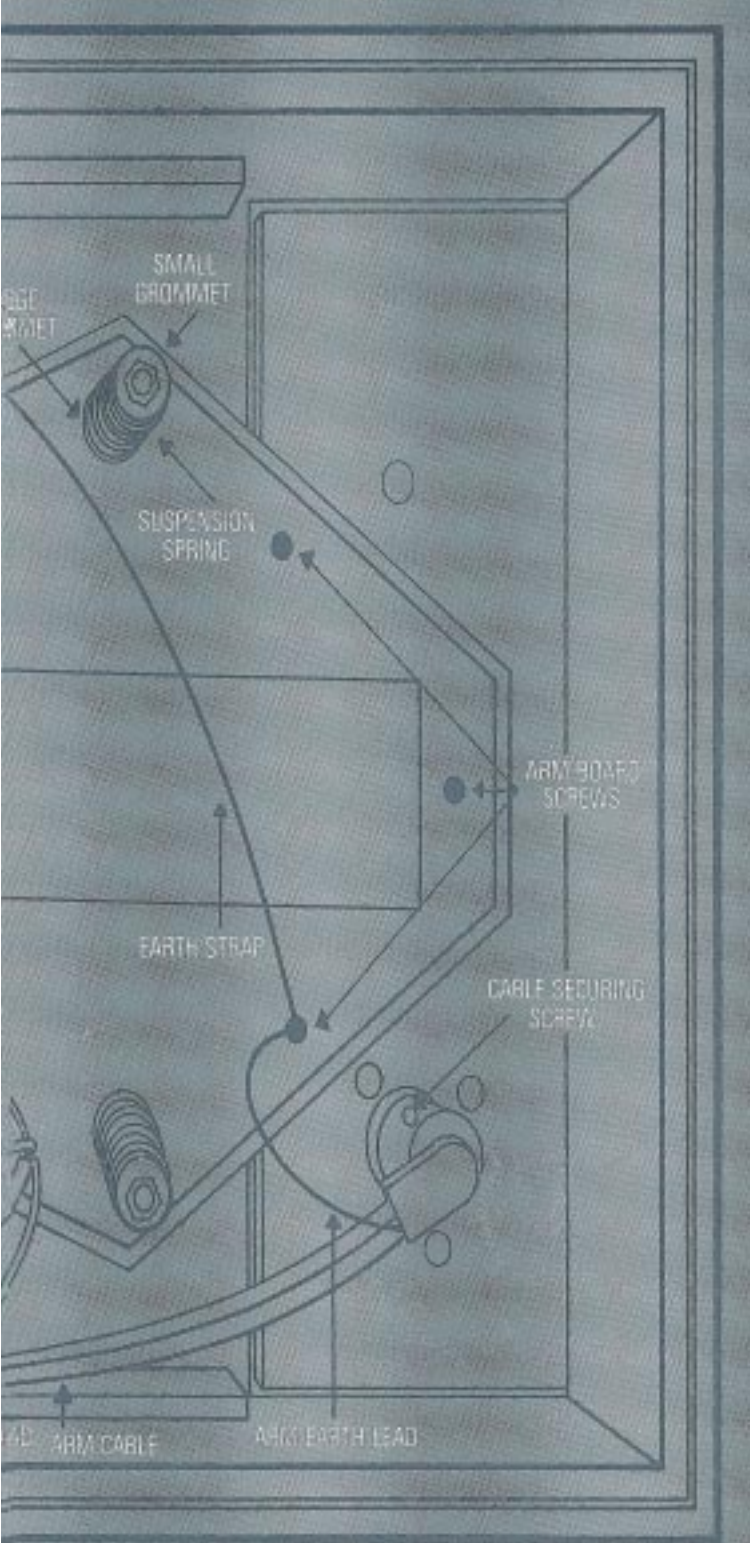 SMALL
GROMMET
SUSPENSION
SPRING
ARM BOARD
SCREWS
EARTH STRAP
CABLE SECURING
SCREW
ARM CABLE
ARM EARTH LEAD